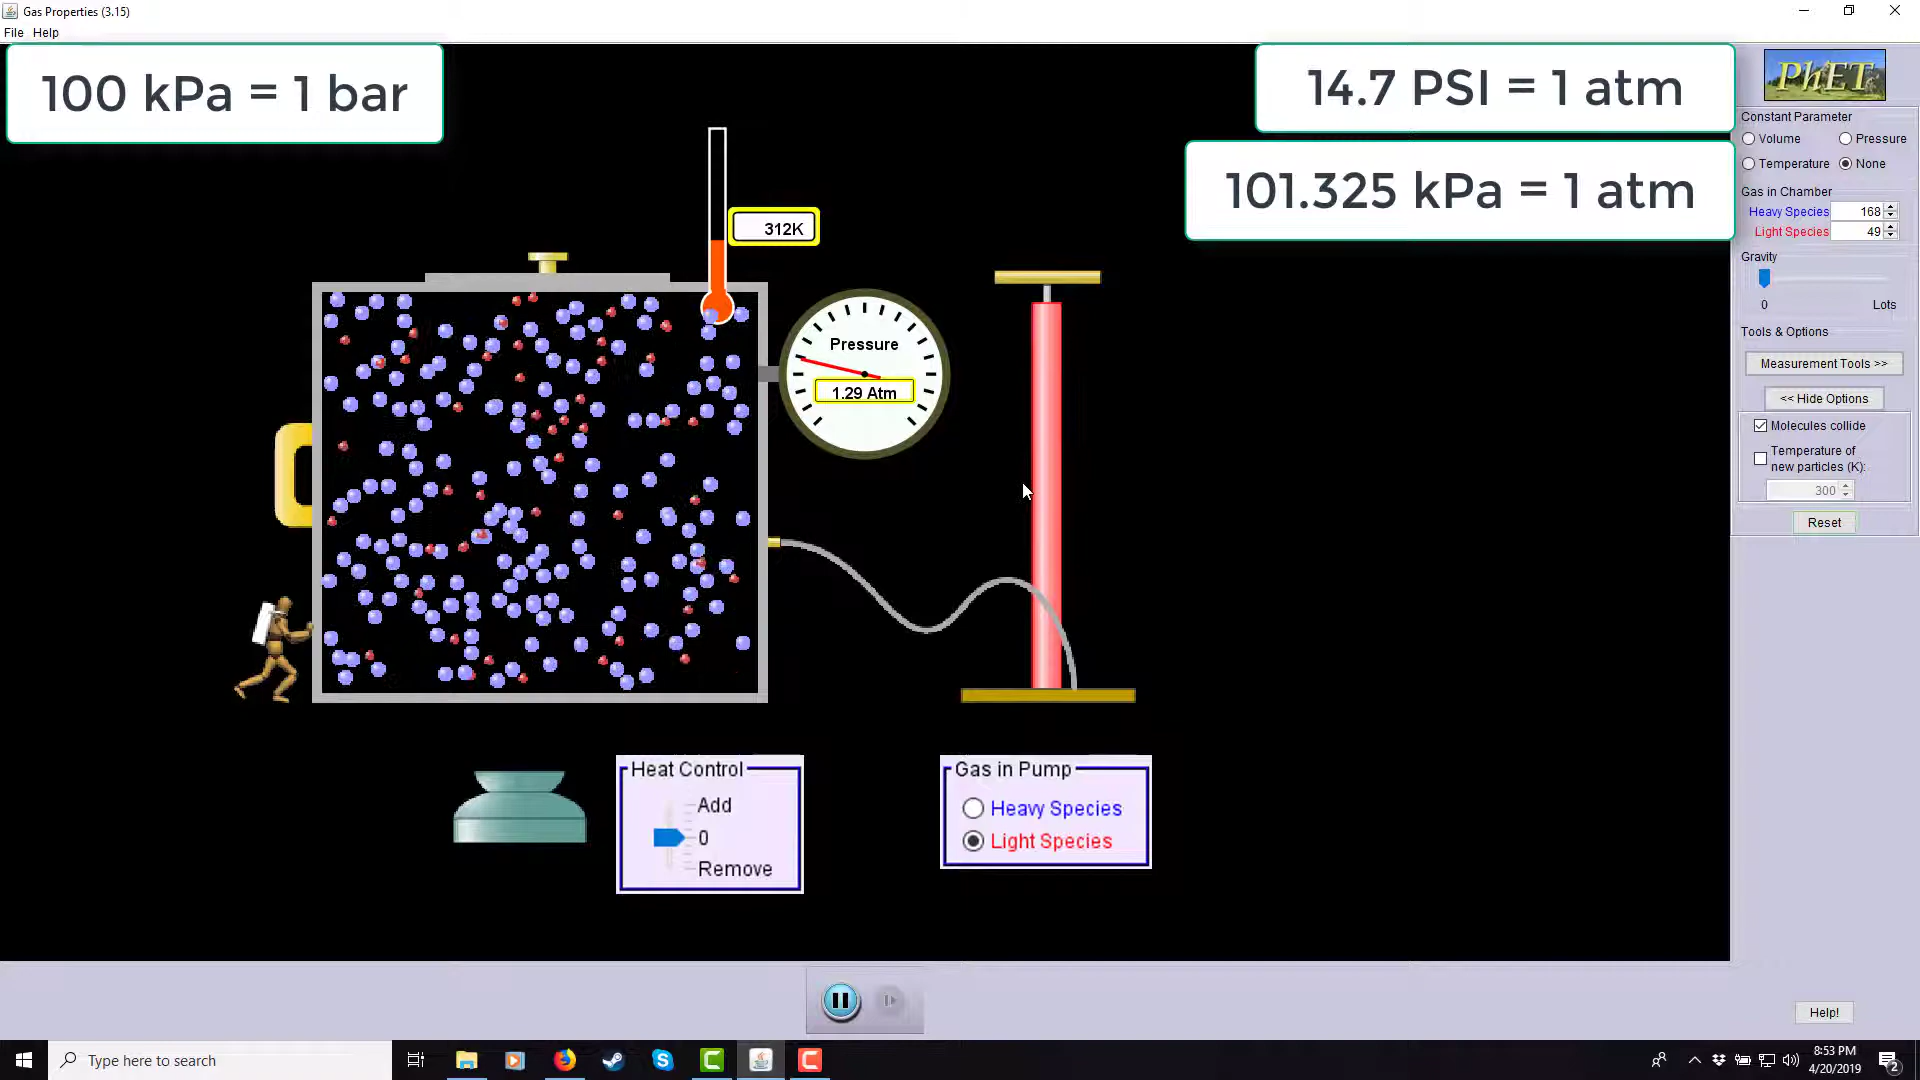 Gas Properties (3.15)
File Help
100 kPa = 1 bar
14.7 PSI = 1 atm
101.325 kPa = 1 atm
PhET
Constant Parameter
Volume Pressure
Temperature None
Gas in Chamber
Heavy Species 168
Light Species 49
Gravity
0 Lots
Tools & Options
Measurement Tools >>
<< Hide Options
Molecules collide
Temperature of
new particles (K):
300
Reset
312K
Pressure
1.29 Atm
Heat Control
Add
0
Remove
Gas in Pump
Heavy Species
Light Species
Help!
Type here to search
8:53 PM
4/20/2019
2